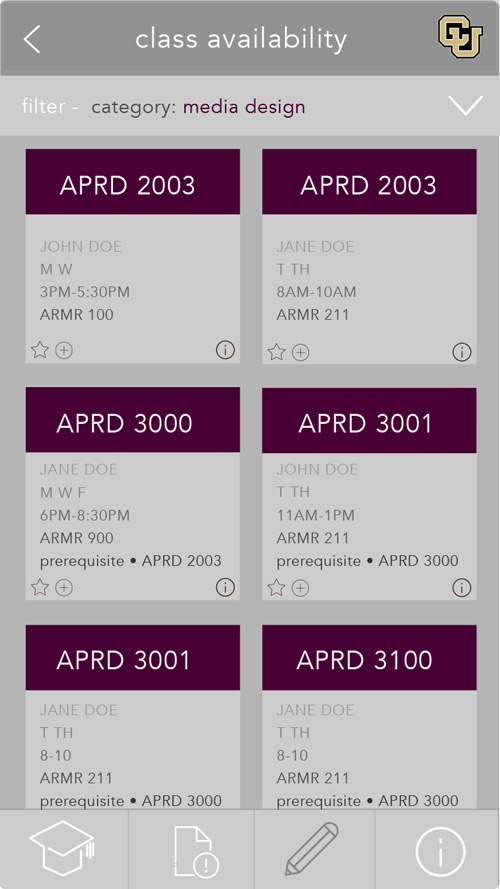 class availability
CU
filter - category: media design
APRD 2003
JOHN DOE
M W
3PM-5:30PM
ARMR 100
APRD 2003
JANE DOE
T TH
8AM-10AM
ARMR 211
APRD 3000
JANE DOE
M W F
6PM-8:30PM
ARMR 900
prerequisite • APRD 2003
APRD 3001
JOHN DOE
T TH
11AM-1PM
ARMR 211
prerequisite • APRD 3000
APRD 3001
JANE DOE
T TH
8-10
ARMR 211
prerequisite • APRD 3000
APRD 3100
JANE DOE
T TH
8-10
ARMR 211
prerequisite • APRD 3000